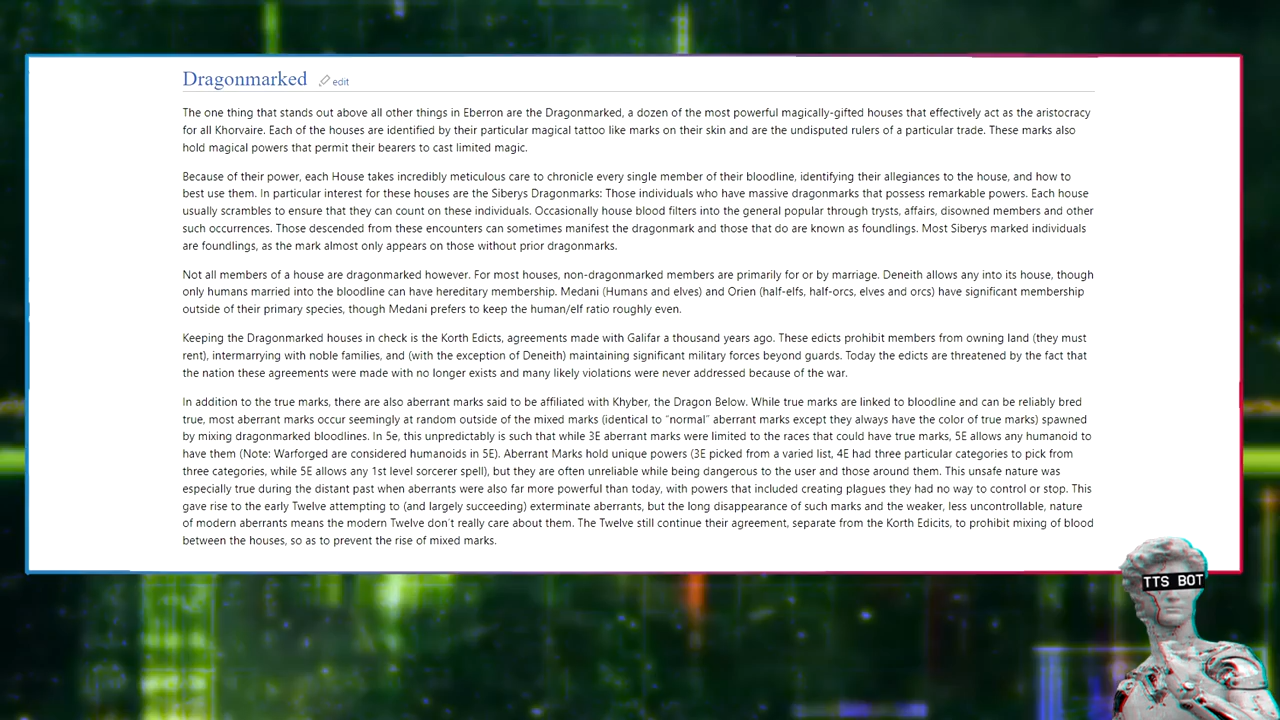 Dragonmarked edit
The one thing that stands out above all other things in Eberron are the Dragonmarked, a dozen of the most powerful magically-gifted houses that effectively act as the aristocracy
for all Khorvaire. Each of the houses are identified by their particular magical tattoo like marks on their skin and are the undisputed rulers of a particular trade. These marks also
hold magical powers that permit their bearers to cast limited magic.
Because of their power, each House takes incredibly meticulous care to chronicle every single member of their bloodline, identifying their allegiances to the house, and how to
best use them. In particular interest for these houses are the Siberys Dragonmarks: Those individuals who have massive dragonmarks that possess remarkable powers. Each house
usually scrambles to ensure that they can count on these individuals. Occasionally house blood filters into the general popular through trysts, affairs, disowned members and other
such occurrences. Those descended from these encounters can sometimes manifest the dragonmark and those that do are known as foundlings. Most Siberys marked individuals
are foundlings, as the mark almost only appears on those without prior dragonmarks.
Not all members of a house are dragonmarked however. For most houses, non-dragonmarked members are primarily for or by marriage. Deneith allows any into its house, though
only humans married into the bloodline can have hereditary membership. Medani (Humans and elves) and Orien (half-elfs, half-orcs, elves and orcs) have significant membership
outside of their primary species, though Medani prefers to keep the human/elf ratio roughly even.
Keeping the Dragonmarked houses in check is the Korth Edicts, agreements made with Galifar a thousand years ago. These edicts prohibit members from owning land (they must
rent), intermarrying with noble families, and (with the exception of Deneith) maintaining significant military forces beyond guards. Today the edicts are threatened by the fact that
the nation these agreements were made with no longer exists and many likely violations were never addressed because of the war.
In addition to the true marks, there are also aberrant marks said to be affiliated with Khyber, the Dragon Below. While true marks are linked to bloodline and can be reliably bred
true, most aberrant marks occur seemingly at random outside of the mixed marks (identical to "normal" aberrant marks except they always have the color of true marks) spawned
by mixing dragonmarked bloodlines. In 5e, this unpredictably is such that while 3E aberrant marks were limited to the races that could have true marks, 5E allows any humanoid to
have them (Note: Warforged are considered humanoids in 5E). Aberrant Marks hold unique powers (3E picked from a varied list, 4E had three particular categories to pick from
three categories, while 5E allows any 1st level sorcerer spell), but they are often unreliable while being dangerous to the user and those around them. This unsafe nature was
especially true during the distant past when aberrants were also far more powerful than today, with powers that included creating plagues they had no way to control or stop. This
gave rise to the early Twelve attempting to (and largely succeeding) exterminate aberrants, but the long disappearance of such marks and the weaker, less uncontrollable, nature
of modern aberrants means the modern Twelve don't really care about them. The Twelve still continue their agreement, separate from the Korth Edicits, to prohibit mixing of blood
between the houses, so as to prevent the rise of mixed marks.
TTS BOT